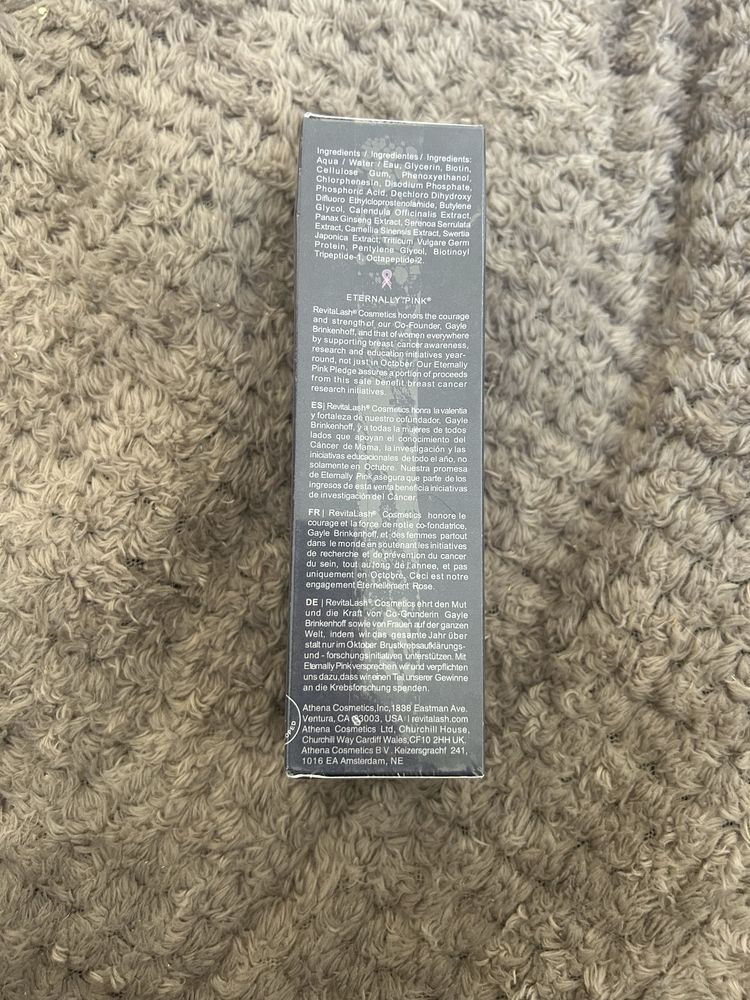 Ingredients / Ingredientes / Ingredients:
Aqua / Water / Eau, Glycerin, Biotin,
Cellulose Gum, Phenoxyethanol,
Chlorphenesin, Disodium Phosphate,
Phosphoric Acid, Dechloro Dihydroxy
Difluoro Ethylcloprostenolamide, Butylene
Glycol, Calendula Officinalis Extract,
Panax Ginseng Extract, Serenoa Serrulata
Extract, Camellia Sinensis Extract, Swertia
Japonica Extract, Triticum Vulgare Germ
Protein, Pentylene Glycol, Biotinoyl
Tripeptide-1, Octapeptide-2.
ETERNALLY PINK®
RevitaLash® Cosmetics honors the courage
and strength of our Co-Founder, Gayle
Brinkenhoff, and that of women everywhere
by supporting breast cancer awareness,
research and education initiatives year-
round, not just in October. Our Eternally
Pink Pledge assures a portion of proceeds
from this sale benefit breast cancer
research initiatives.
ES| RevitaLash® Cosmetics honra la valentia
y fortaleza de nuestro cofundador, Gayle
Brinkenhoff, y a todas la mujeres de todos
lados que apoyan el conocimiento del
Cáncer de Mama, la investigación y las
iniciativas educacionales de todo el año, no
solamente en Octubre. Nuestra promesa
de Eternally Pink asegura que parte de los
ingresos de esta venta beneficia iniciativas
de investigación del Cáncer.
FR | RevitaLash® Cosmetics honore le
courage et la force de notie co-fondatrice,
Gayle Brinkenhoff, et des femmes partout
dans le monde en soutenant les initiatives
de recherche et de prévention du cancer
du sein, tout au long de l'annee, et pas
uniquement en Octobre, Ceci est notre
engagement Eternellement Rose.
DE | RevitaLash® Cosmetics ehrt den Mut
und die Kraft von Co-Grunderin Gayle
Brinkenhoff sowie von Frauen auf der ganzen
Welt, indem wir das gesamte Jahr über
stalt nur im Oktober Brustkrebsaufklärungs-
und - forschungsinitiativen unterstützen. Mit
Eternally Pink versprechen wir und verpflichten
uns dazu, dass wir einen Teil unserer Gewinne
an die Krebsforschung spenden.
Athena Cosmetics,Inc,1838 Eastman Ave.
Ventura, CA 93003, USA | revitalash.com
Athena Cosmetics Ltd, Churchill House,
Churchill Way Cardiff Wales,CF10 2HH UK.
Athena Cosmetics B V. Keizersgrachf 241,
1016 EA Amsterdam, NE